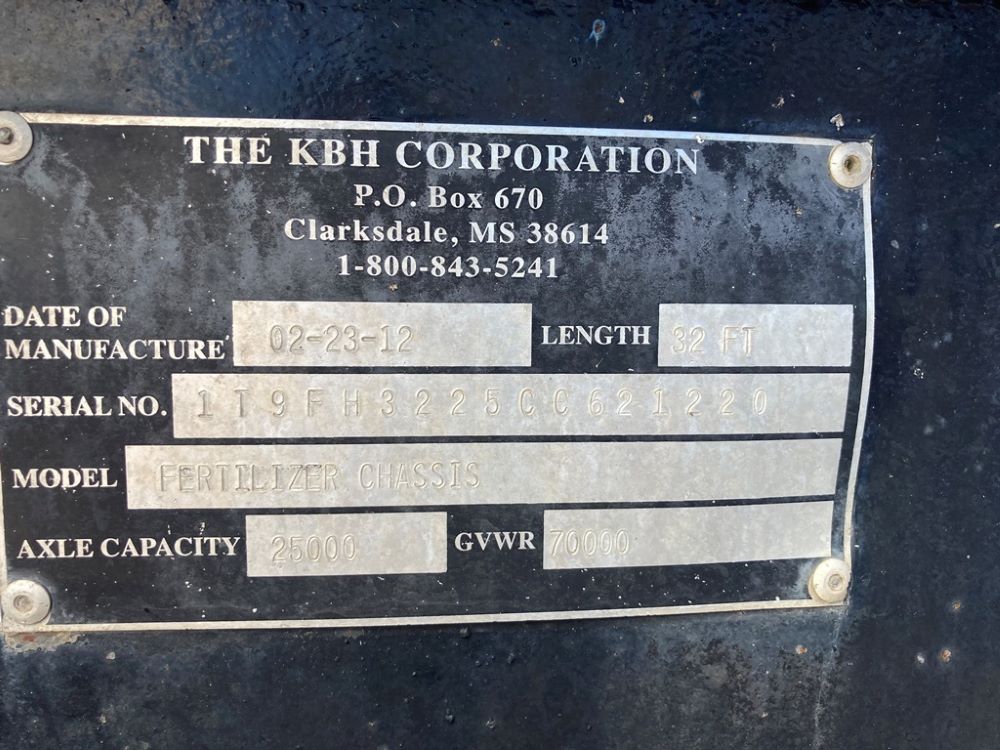 THE KBH CORPORATION
P.O. Box 670
Clarksdale, MS 38614
1-800-843-5241
DATE OF MANUFACTURE 02-23-12 LENGTH 32 FT
SERIAL NO. 1T9FH3225CC621220
MODEL FERTILIZER CHASSIS
AXLE CAPACITY 25000 GVWR 70000